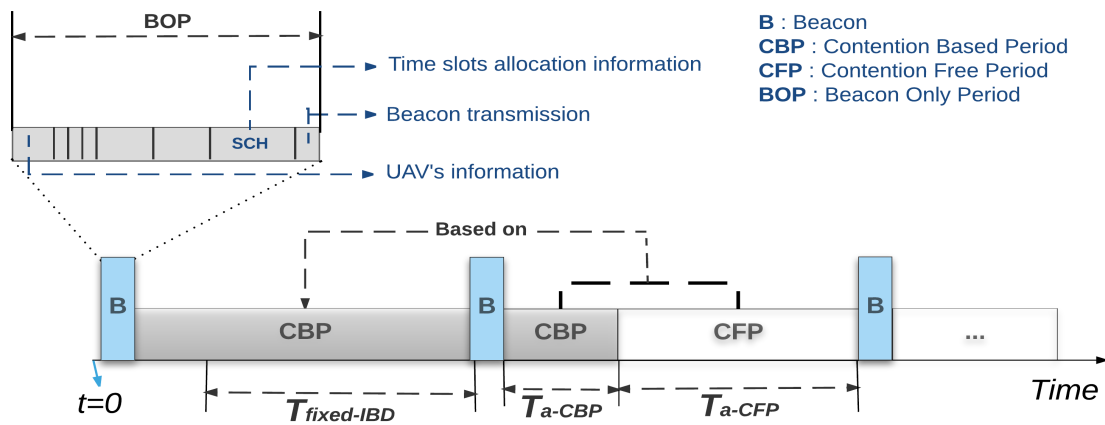 BOP
B : Beacon
CBP : Contention Based Period
CFP : Contention Free Period
BOP : Beacon Only Period
Time slots allocation information
Beacon transmission
SCH
UAV's information
Based on
B
CBP
B
CBP
CFP
B
...
t=0
Tfixed-IBD
Ta-CBP
Ta-CFP
Time